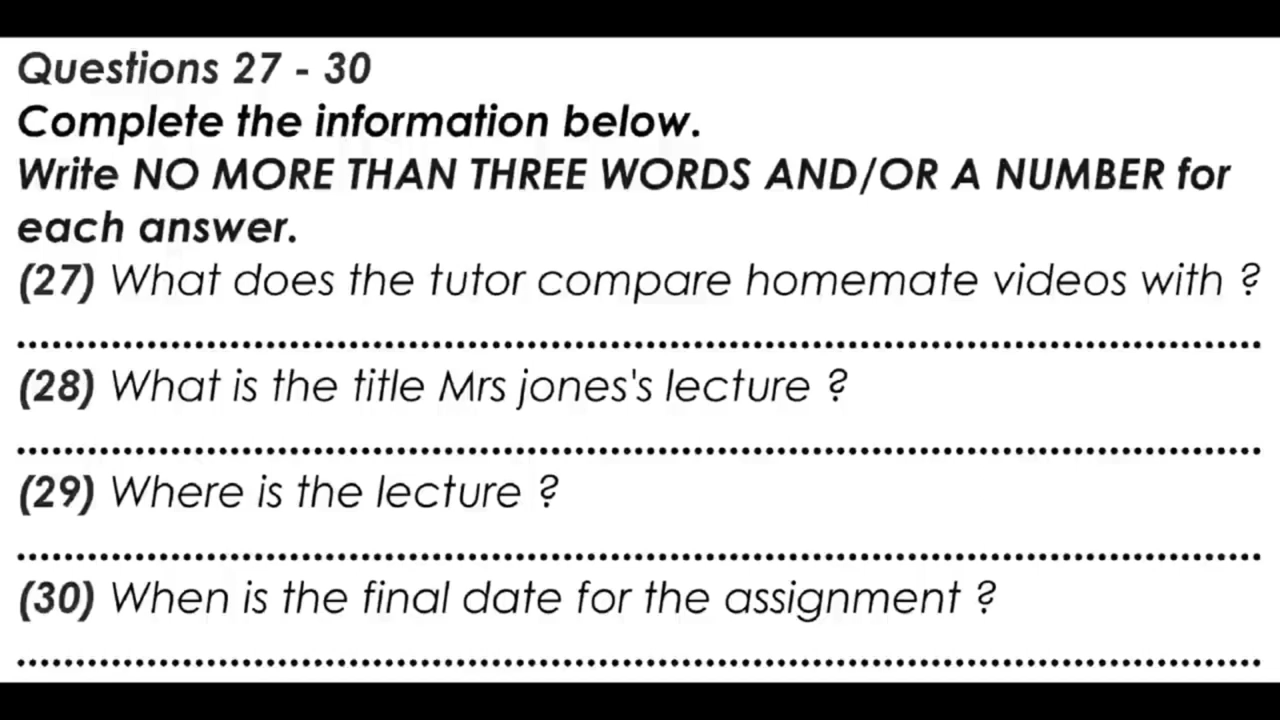 Questions 27 - 30
Complete the information below.
Write NO MORE THAN THREE WORDS AND/OR A NUMBER for
each answer.
(27) What does the tutor compare homemate videos with ?
................................................................................
(28) What is the title Mrs jones's lecture ?
................................................................................
(29) Where is the lecture ?
................................................................................
(30) When is the final date for the assignment ?
................................................................................